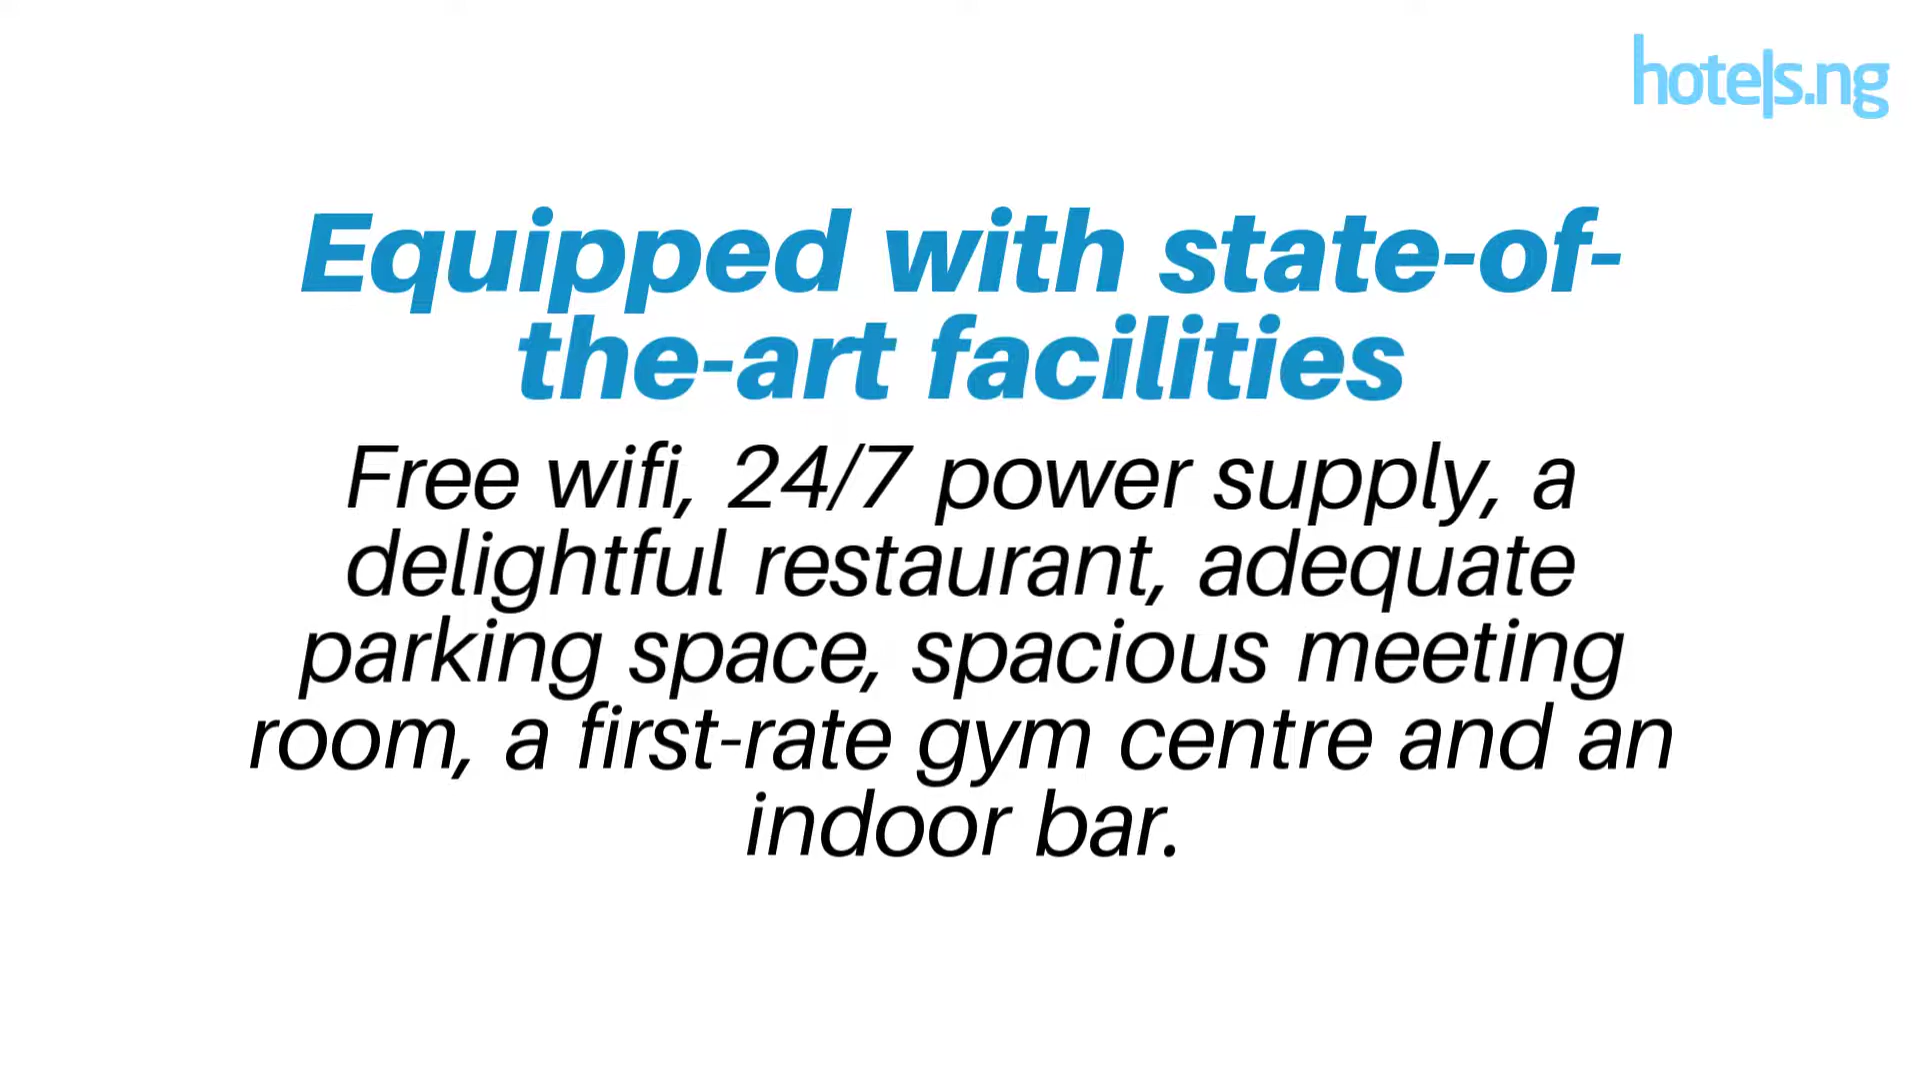 hotels.ng
Equipped with state-of-
the-art facilities
Free wifi, 24/7 power supply, a
delightful restaurant, adequate
parking space, spacious meeting
room, a first-rate gym centre and an
indoor bar.